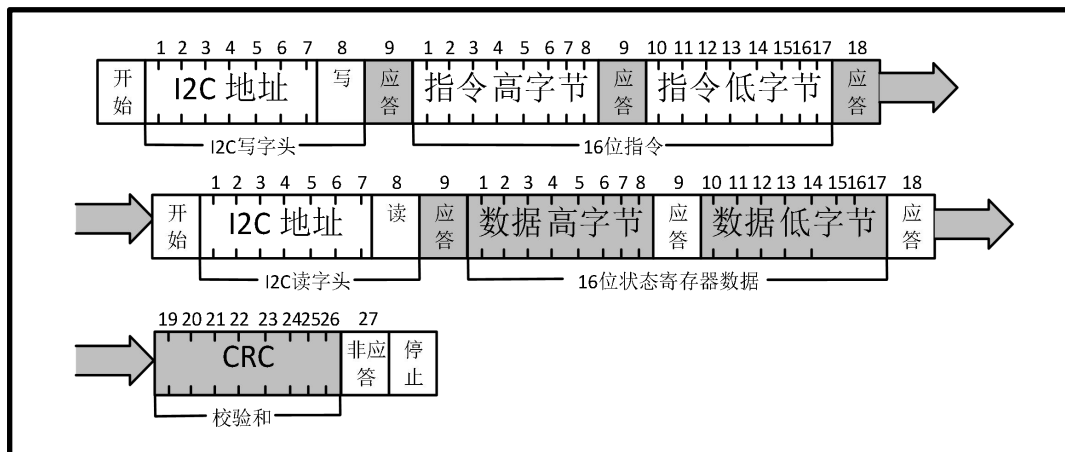 1 2 3 4 5 6 7 8 9 1 2 3 4 5 6 7 8 9 10 11 12 13 14 15 16 17 18
开始 I2C 地址 写 应答 指令高字节 应答 指令低字节 应答
I2C写字头 16位指令
1 2 3 4 5 6 7 8 9 1 2 3 4 5 6 7 8 9 10 11 12 13 14 15 16 17 18
开始 I2C 地址 读 应答 数据高字节 应答 数据低字节 应答
I2C读字头 16位状态寄存器数据
19 20 21 22 23 24 25 26 27
CRC 非应答 停止
校验和